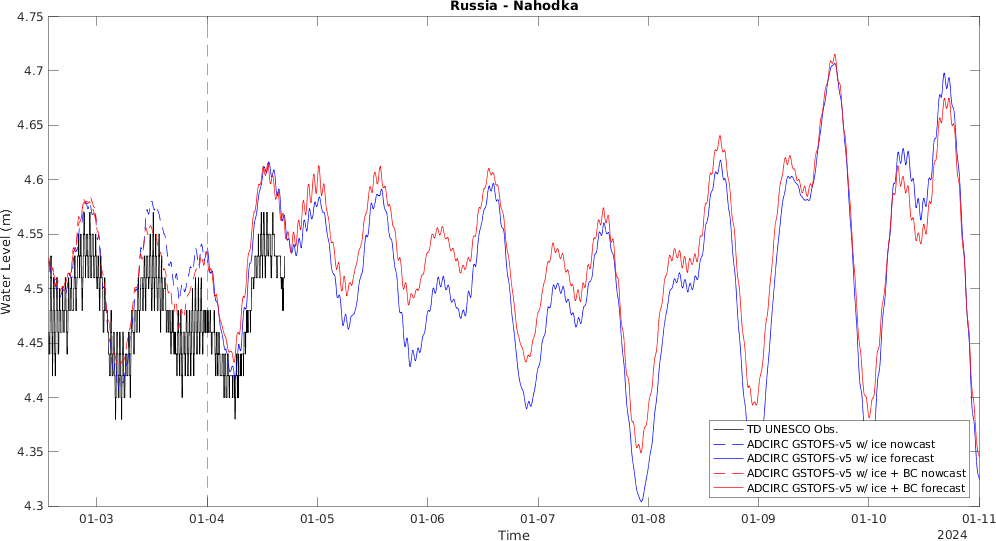 Russia - Nahodka
4.75
4.7
4.65
4.6
4.55
4.5
4.45
4.4
4.35
4.3
Water Level (m)
TD UNESCO Obs.
ADCIRC GSTOFS-v5 w/ ice nowcast
ADCIRC GSTOFS-v5 w/ ice forecast
ADCIRC GSTOFS-v5 w/ ice + BC nowcast
ADCIRC GSTOFS-v5 w/ ice + BC forecast
01-03 01-04 01-05 01-06 01-07 01-08 01-09 01-10 01-11
Time
2024